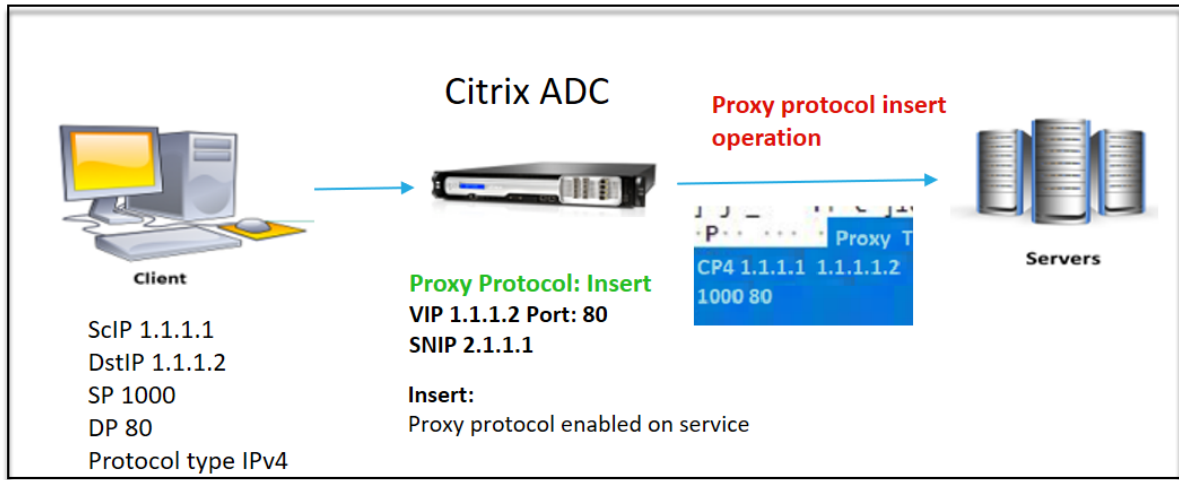 Citrix ADC
Proxy protocol insert
operation
Client
Servers
ScIP 1.1.1.1
DstIP 1.1.1.2
SP 1000
DP 80
Protocol type IPv4
Proxy Protocol: Insert
VIP 1.1.1.2 Port: 80
SNIP 2.1.1.1
Insert:
Proxy protocol enabled on service
P
Proxy T
CP4 1.1.1.1 1.1.1.1.2
1000 80